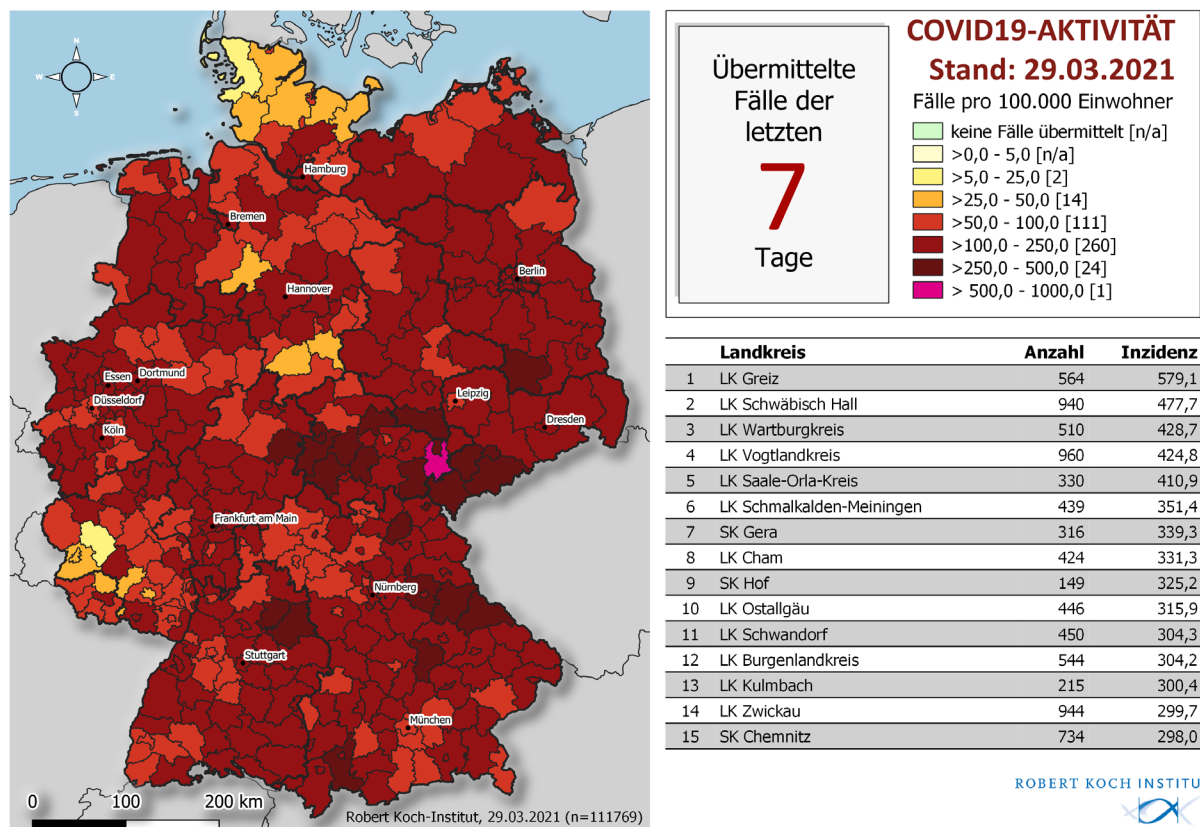 N
W E
S
Hamburg
Bremen
Berlin
Hannover
Essen
Dortmund
Düsseldorf
Köln
Leipzig
Dresden
Frankfurt am Main
Nürnberg
Stuttgart
München
0 100 200 km
Robert Koch-Institut, 29.03.2021 (n=111769)
Übermittelte
Fälle der
letzten
7
Tage
COVID19-AKTIVITÄT
Stand: 29.03.2021
Fälle pro 100.000 Einwohner
keine Fälle übermittelt [n/a]
>0,0 - 5,0 [n/a]
>5,0 - 25,0 [2]
>25,0 - 50,0 [14]
>50,0 - 100,0 [111]
>100,0 - 250,0 [260]
>250,0 - 500,0 [24]
> 500,0 - 1000,0 [1]
Landkreis Anzahl Inzidenz
1 LK Greiz 564 579,1
2 LK Schwäbisch Hall 940 477,7
3 LK Wartburgkreis 510 428,7
4 LK Vogtlandkreis 960 424,8
5 LK Saale-Orla-Kreis 330 410,9
6 LK Schmalkalden-Meiningen 439 351,4
7 SK Gera 316 339,3
8 LK Cham 424 331,3
9 SK Hof 149 325,2
10 LK Ostallgäu 446 315,9
11 LK Schwandorf 450 304,3
12 LK Burgenlandkreis 544 304,2
13 LK Kulmbach 215 300,4
14 LK Zwickau 944 299,7
15 SK Chemnitz 734 298,0
ROBERT KOCH INSTITU